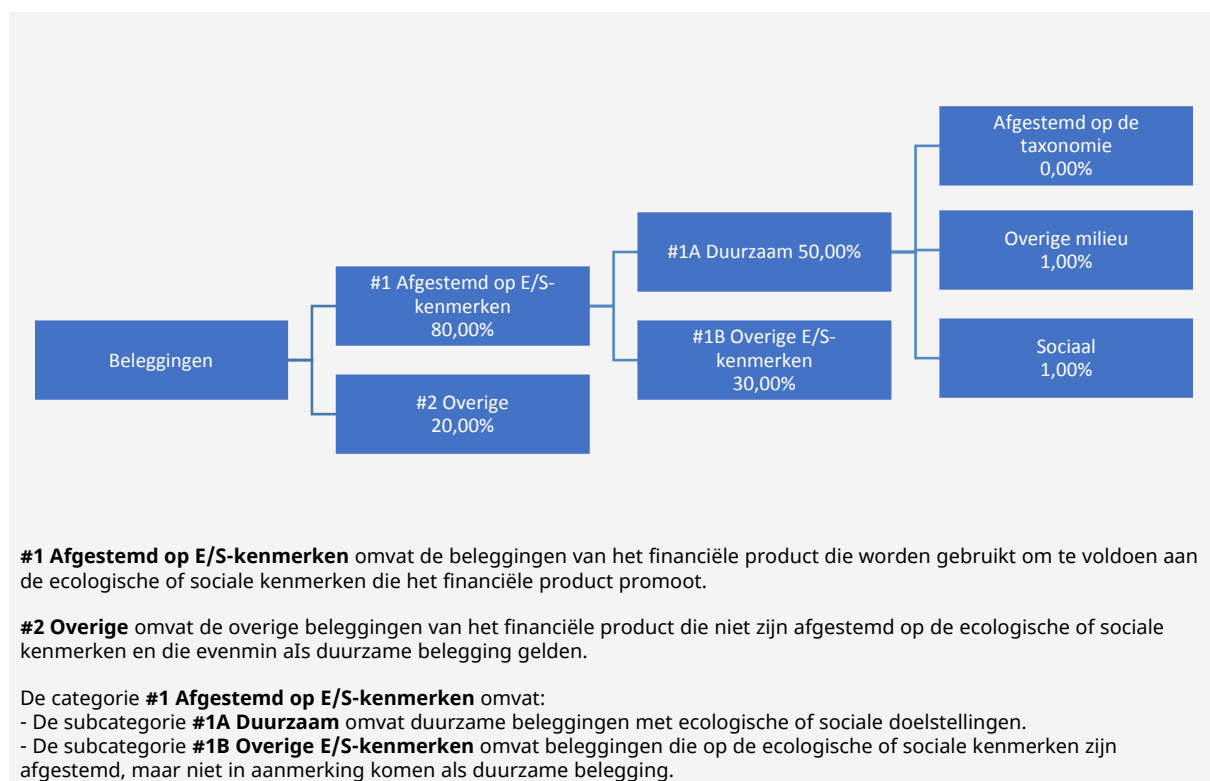 Afgestemd op de
taxonomie
0,00%
#1A Duurzaam 50,00%
Overige milieu
1,00%
#1 Afgestemd op E/S-
kenmerken
80,00%
Beleggingen
#1B Overige E/S-
kenmerken
30,00%
Sociaal
1,00%
#2 Overige
20,00%
#1 Afgestemd op E/S-kenmerken omvat de beleggingen van het financiële product die worden gebruikt om te voldoen aan
de ecologische of sociale kenmerken die het financiële product promoot.
#2 Overige omvat de overige beleggingen van het financiële product die niet zijn afgestemd op de ecologische of sociale
kenmerken en die evenmin aIs duurzame belegging gelden.
De categorie #1 Afgestemd op E/S-kenmerken omvat:
- De subcategorie #1A Duurzaam omvat duurzame beleggingen met ecologische of sociale doelstellingen.
- De subcategorie #1B Overige E/S-kenmerken omvat beleggingen die op de ecologische of sociale kenmerken zijn
afgestemd, maar niet in aanmerking komen als duurzame belegging.